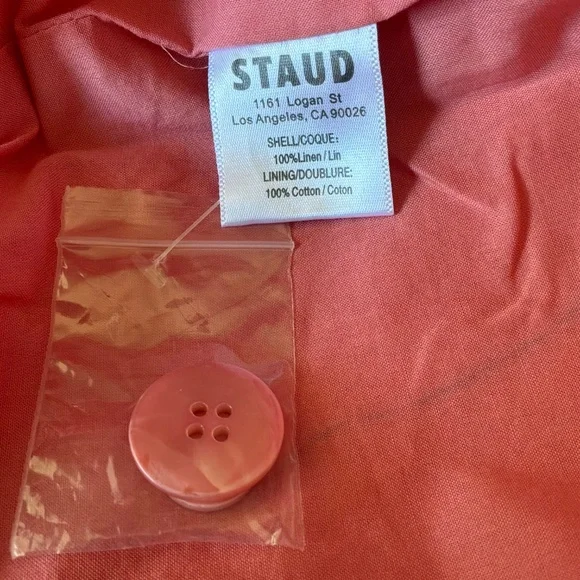 STAUD
1161 Logan St
Los Angeles, CA 90026
SHELL/COQUE:
100%Linen / Lin
LINING/DOUBLURE:
100% Cotton / Coton